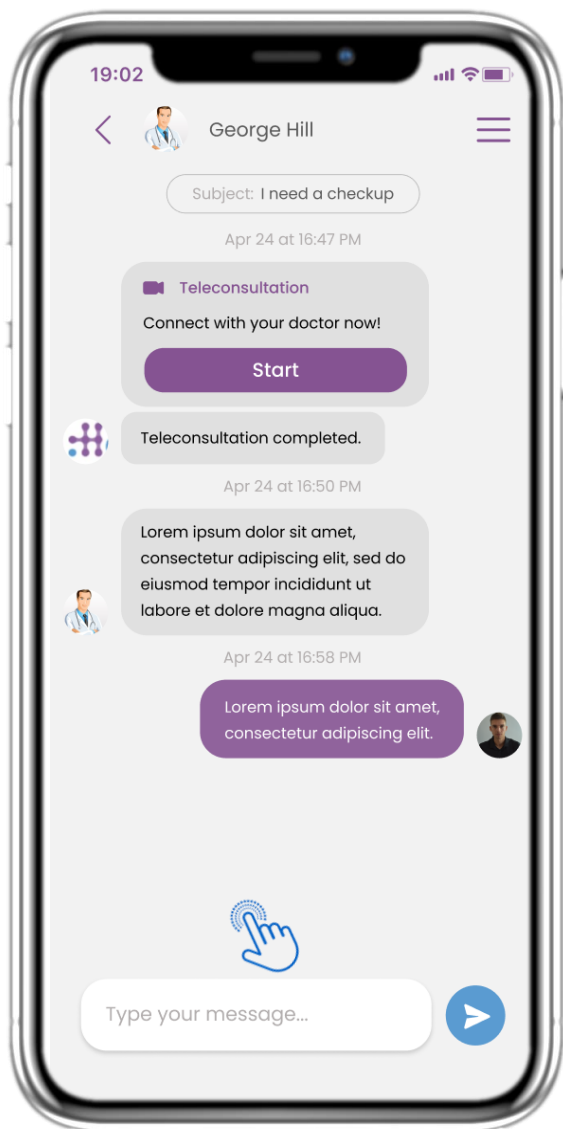 19:02
George Hill
Subject: I need a checkup
Apr 24 at 16:47 PM
Teleconsultation
Connect with your doctor now!
Start
Teleconsultation completed.
Apr 24 at 16:50 PM
Lorem ipsum dolor sit amet,
consectetur adipiscing elit, sed do
eiusmod tempor incididunt ut
labore et dolore magna aliqua.
Apr 24 at 16:58 PM
Lorem ipsum dolor sit amet,
consectetur adipiscing elit.
Type your message...